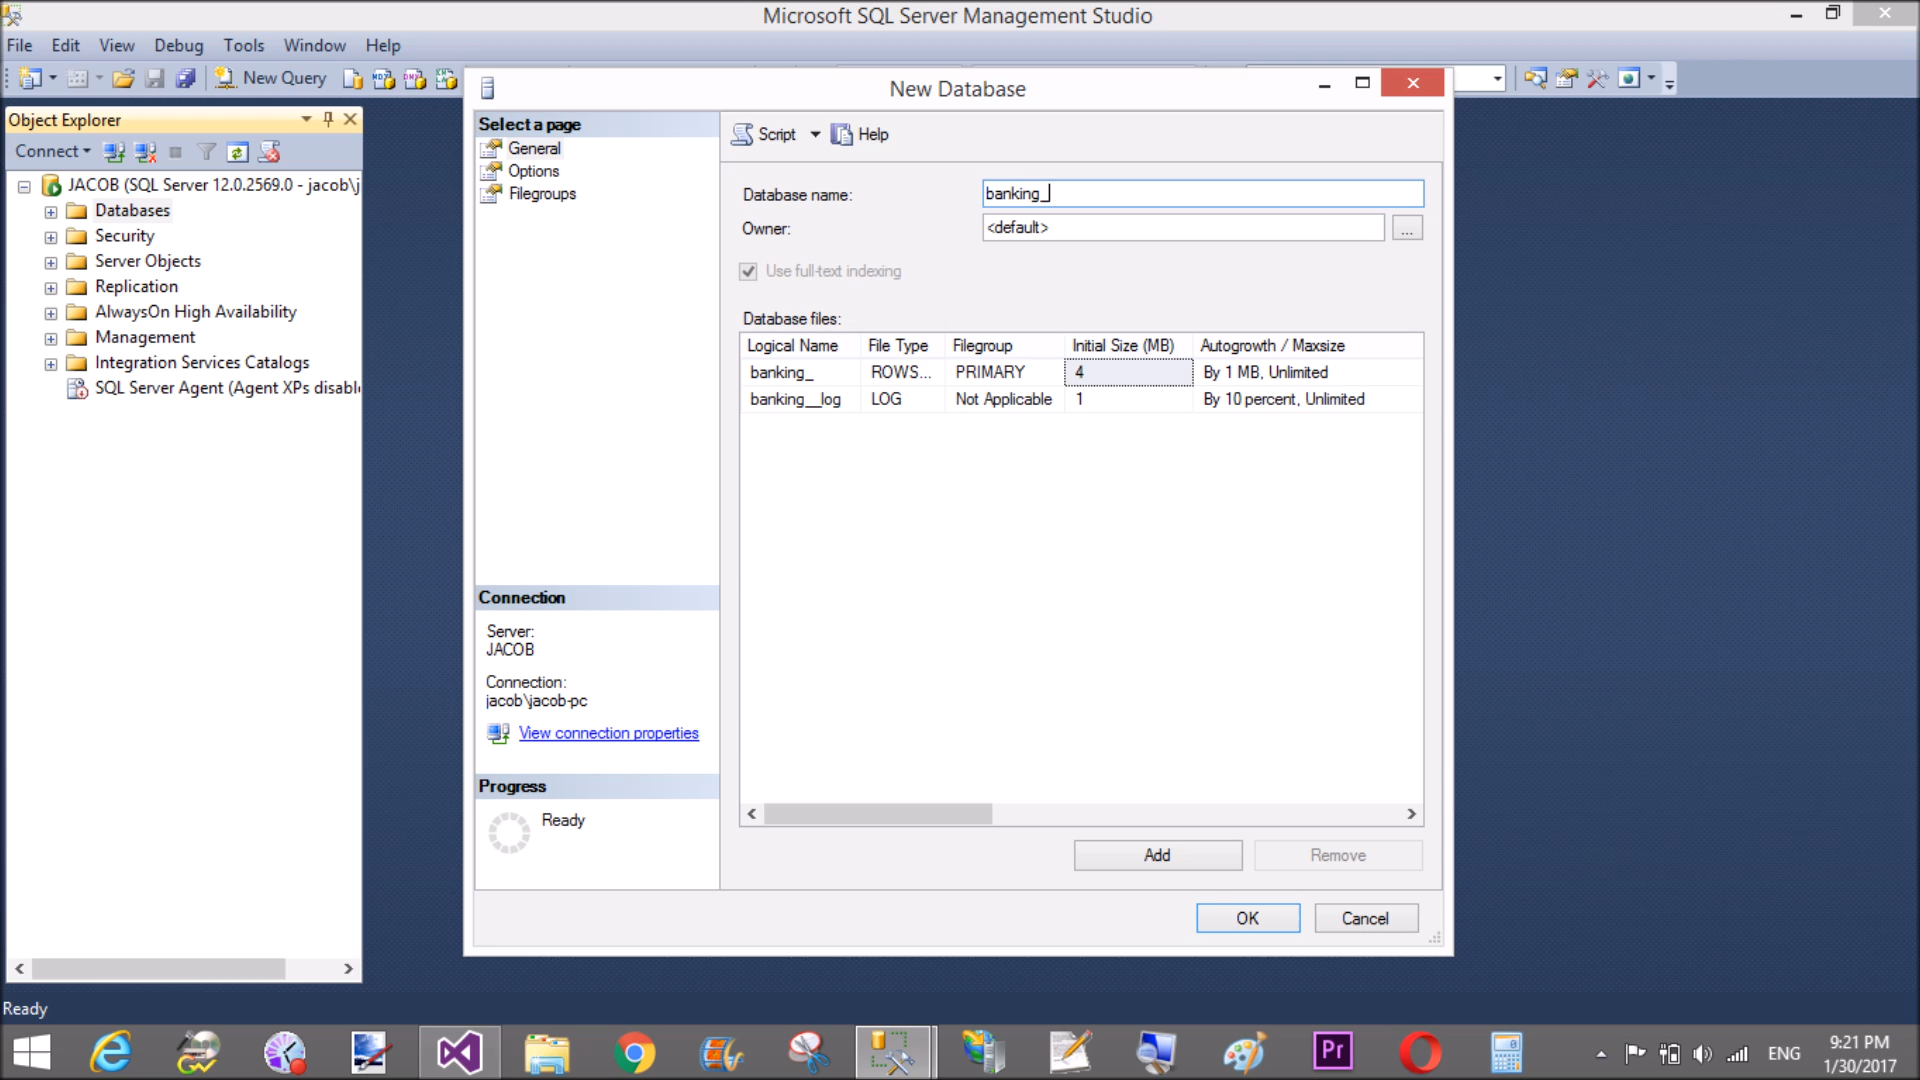 Microsoft SQL Server Management Studio
File Edit View Debug Tools Window Help
New Query
New Database
Object Explorer
Connect
JACOB (SQL Server 12.0.2569.0 - jacob\j
Databases
Security
Server Objects
Replication
AlwaysOn High Availability
Management
Integration Services Catalogs
SQL Server Agent (Agent XPs disabl
Select a page
General
Options
Filegroups
Connection
Server:
JACOB
Connection:
jacob\jacob-pc
View connection properties
Progress
Ready
Script Help
Database name: banking_
Owner: <default> ...
Use full-text indexing
Database files:
Logical Name File Type Filegroup Initial Size (MB) Autogrowth / Maxsize
banking_ ROWS... PRIMARY 4 By 1 MB, Unlimited
banking__log LOG Not Applicable 1 By 10 percent, Unlimited
Add Remove
OK Cancel
Ready
Pr
ENG
9:21 PM
1/30/2017